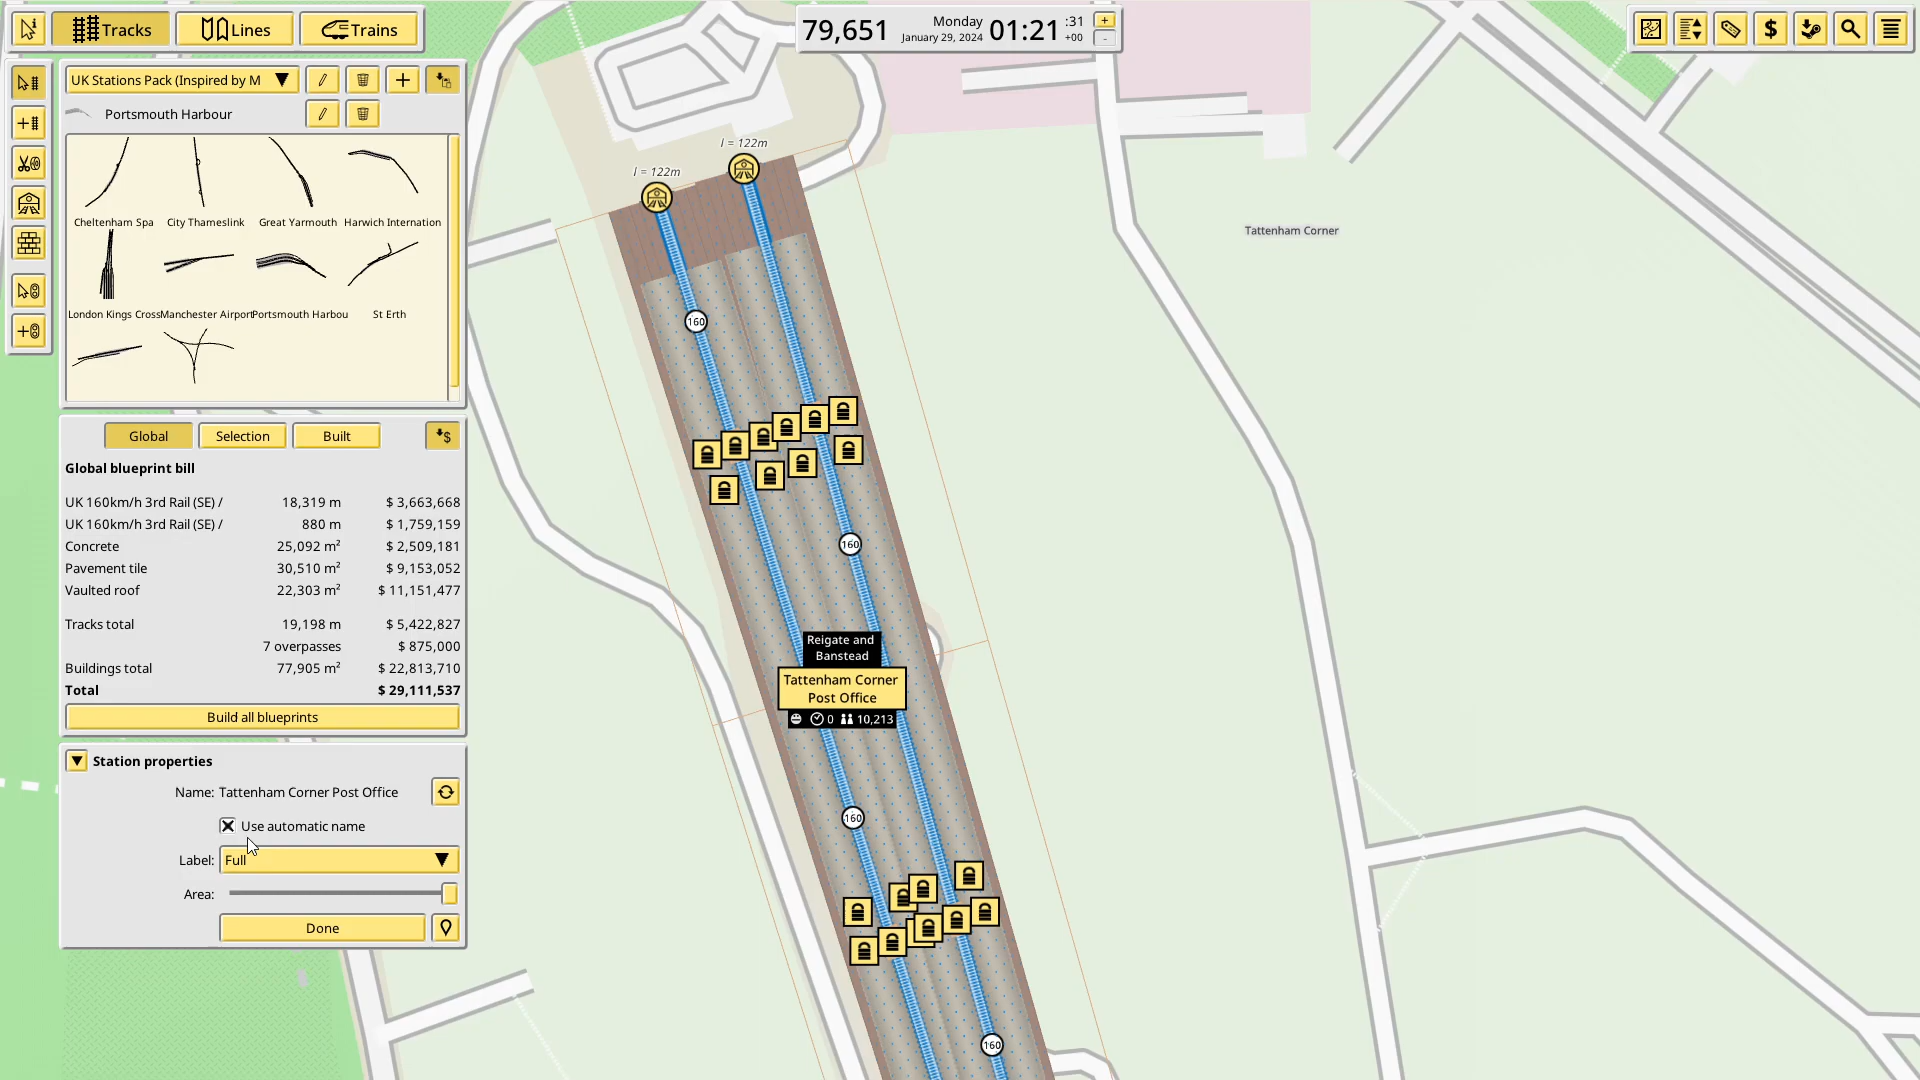 Tracks
Lines
Trains
79,651
Monday
January 29, 2024
01:21
:31
+00
+
-
UK Stations Pack (Inspired by M
Portsmouth Harbour
Cheltenham Spa
City Thameslink
Great Yarmouth
Harwich Internation
London Kings Cross
Manchester Airport
Portsmouth Harbou
St Erth
Global
Selection
Built
Global blueprint bill
UK 160km/h 3rd Rail (SE) / 18,319 m $ 3,663,668
UK 160km/h 3rd Rail (SE) / 880 m $ 1,759,159
Concrete 25,092 m² $ 2,509,181
Pavement tile 30,510 m² $ 9,153,052
Vaulted roof 22,303 m² $ 11,151,477
Tracks total 19,198 m $ 5,422,827
7 overpasses $ 875,000
Buildings total 77,905 m² $ 22,813,710
Total $ 29,111,537
Build all blueprints
Station properties
Name: Tattenham Corner Post Office
Use automatic name
Label: Full
Area:
Done
l = 122m
l = 122m
160
160
Reigate and
Banstead
Tattenham Corner
Post Office
0 10,213
160
160
Tattenham Corner